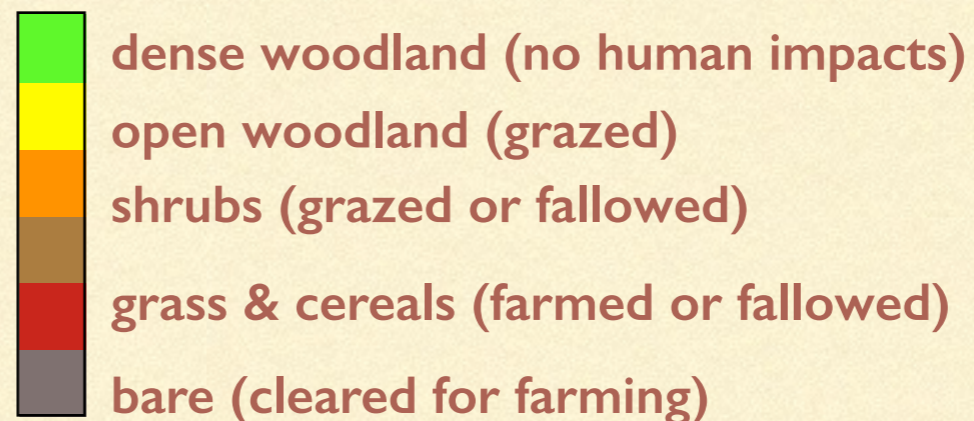 dense woodland (no human impacts)
open woodland (grazed)
shrubs (grazed or fallowed)
grass & cereals (farmed or fallowed)
bare (cleared for farming)